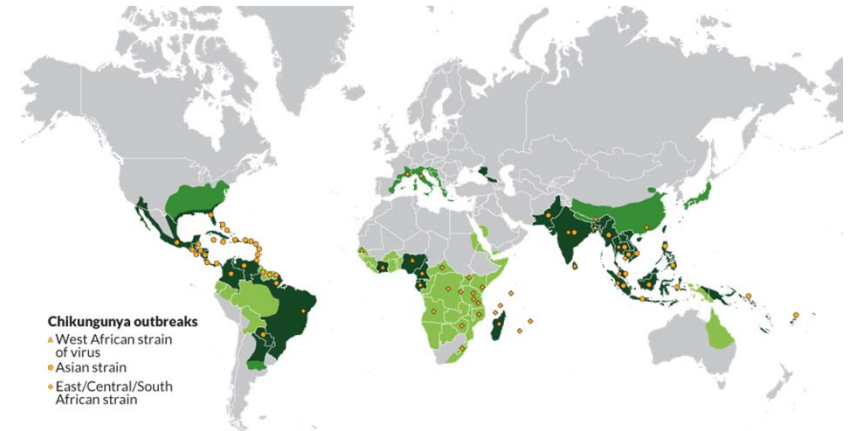 Chikungunya outbreaks
West African strain
of virus
Asian strain
East/Central/South
African strain